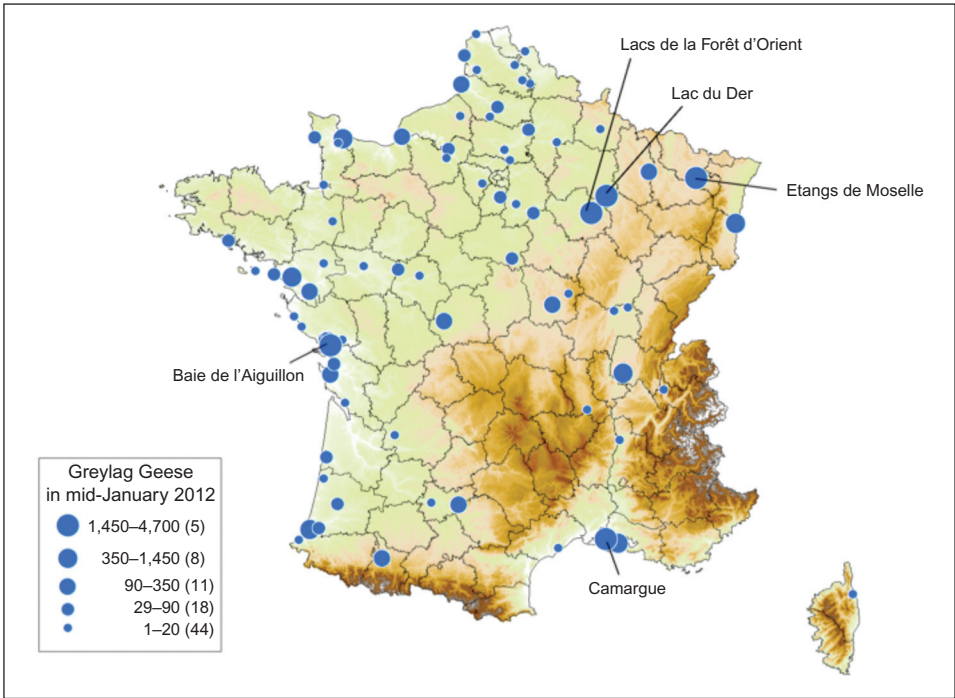 Lacs de la Forêt d’Orient
Lac du Der
Etangs de Moselle
Baie de l’Aiguillon
Camargue
Greylag Geese
in mid-January 2012
1,450–4,700 (5)
350–1,450 (8)
90–350 (11)
29–90 (18)
1–20 (44)